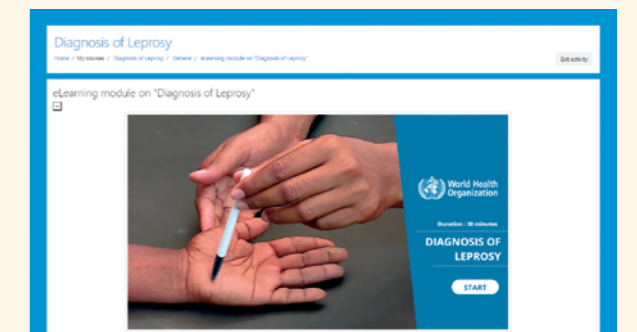 Diagnosis of Leprosy
Home / My courses / Diagnosis of Leprosy / General / eLearning module on "Diagnosis of Leprosy"
Exit activity
eLearning module on "Diagnosis of Leprosy"
World Health
Organization
Duration : 30 minutes
DIAGNOSIS OF
LEPROSY
START